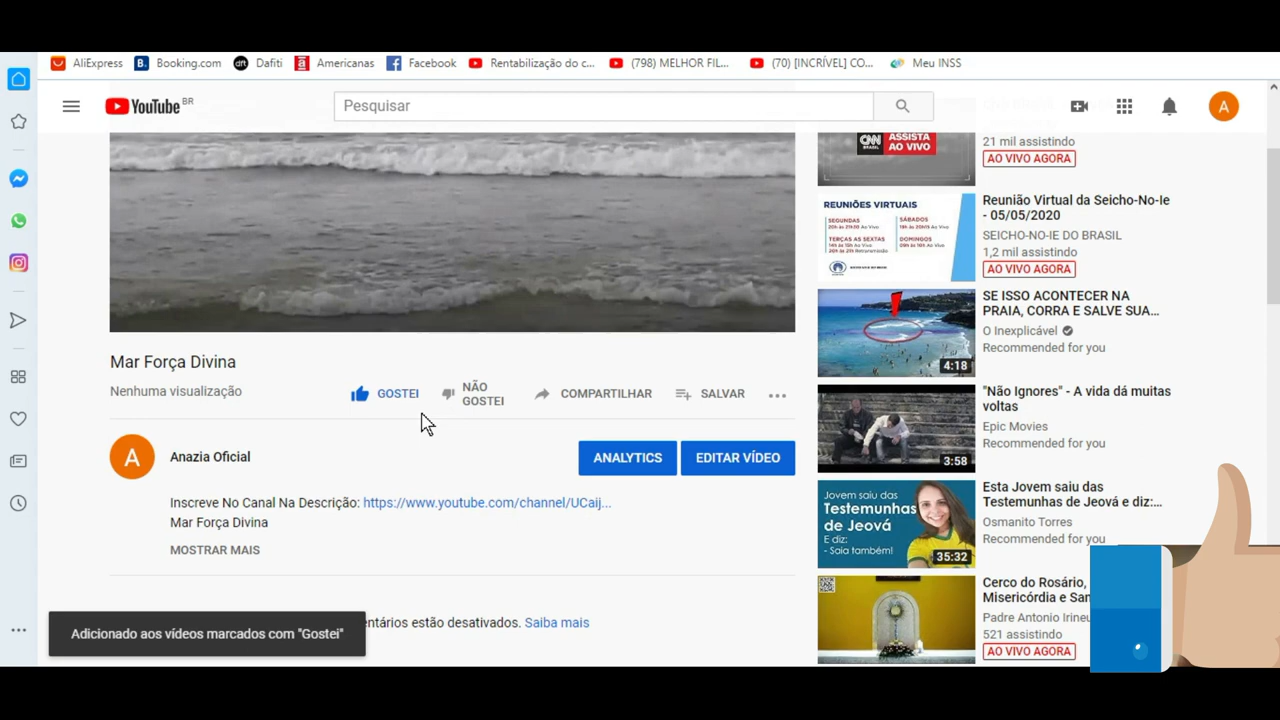 AliExpress
Booking.com
Dafiti
Americanas
Facebook
Rentabilização do c...
(798) MELHOR FIL...
(70) [INCRÍVEL] CO...
Meu INSS
YouTube BR
Pesquisar
A
CNN BRASIL
ASSISTA AO VIVO
21 mil assistindo
AO VIVO AGORA
REUNIÕES VIRTUAIS
SEGUNDAS
SÁBADOS
TERÇAS AS SEXTAS
DOMINGOS
Reunião Virtual da Seicho-No-Ie
- 05/05/2020
SEICHO-NO-IE DO BRASIL
1,2 mil assistindo
AO VIVO AGORA
4:18
SE ISSO ACONTECER NA
PRAIA, CORRA E SALVE SUA...
O Inexplicável
Recommended for you
Mar Força Divina
Nenhuma visualização
GOSTEI
NÃO
GOSTEI
COMPARTILHAR
SALVAR
3:58
"Não Ignores" - A vida dá muitas
voltas
Epic Movies
Recommended for you
A
Anazia Oficial
ANALYTICS
EDITAR VÍDEO
Inscreve No Canal Na Descrição: https://www.youtube.com/channel/UCaij...
Mar Força Divina
MOSTRAR MAIS
Jovem saiu das
Testemunhas
de Jeová
E diz:
- Saia também!
35:32
Esta Jovem saiu das
Testemunhas de Jeová e diz:...
Osmanito Torres
Recommended for you
Cerco do Rosário,
Misericórdia e San
Padre Antonio Irineu
521 assistindo
AO VIVO AGORA
Adicionado aos vídeos marcados com "Gostei"
entários estão desativados. Saiba mais